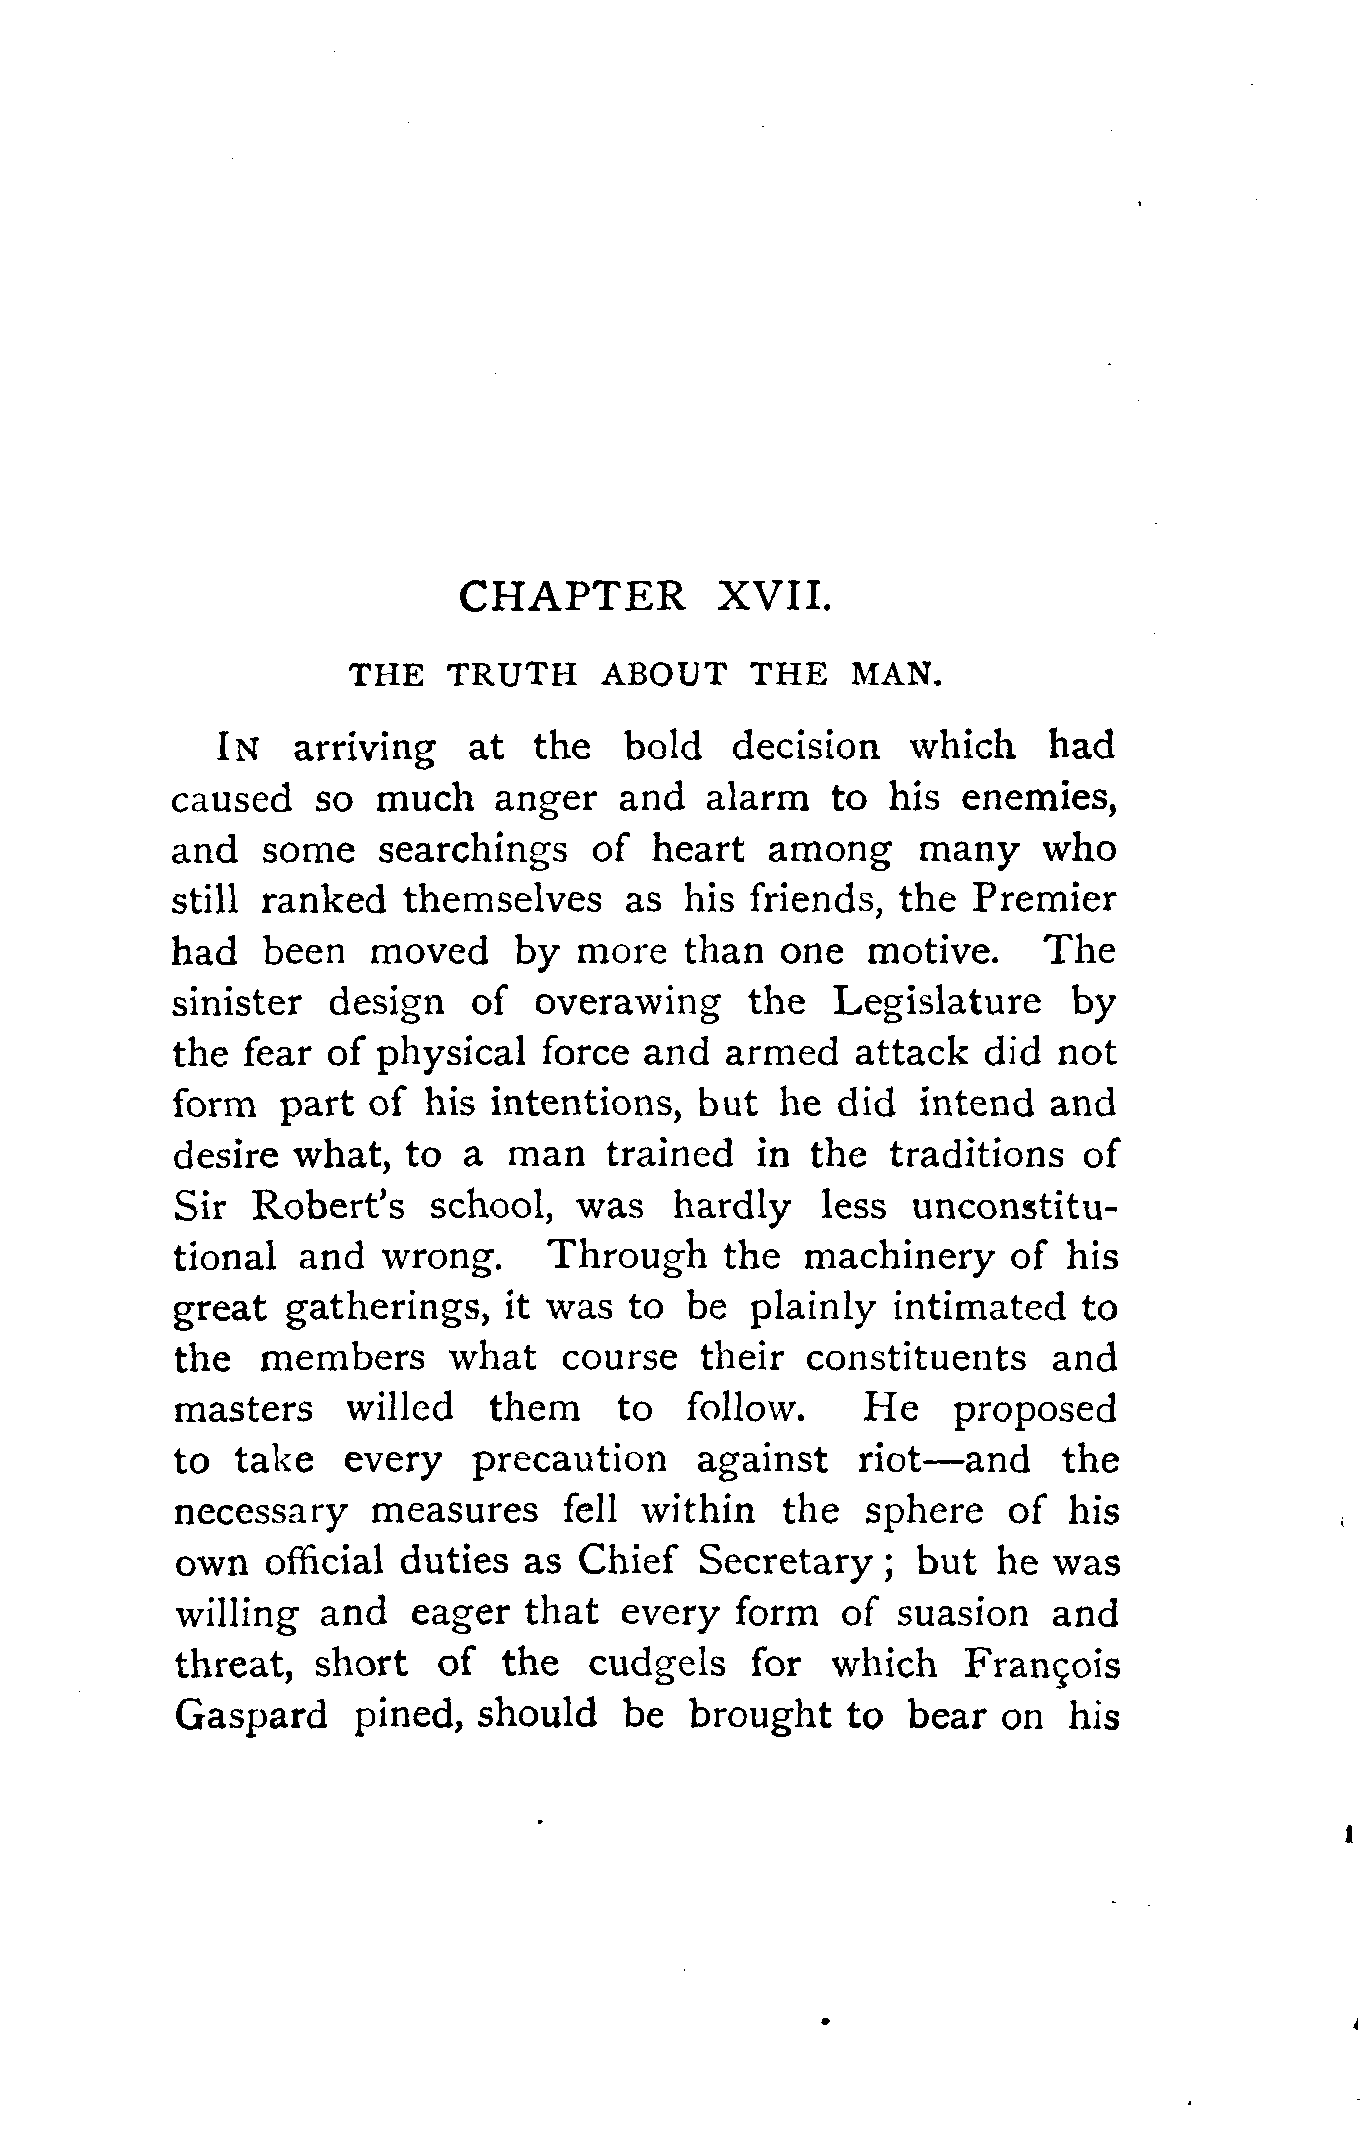 CHAPTER XVII.
THE TRUTH ABOUT THE MAN.
IN arriving at the bold decision which had
caused so much anger and alarm to his enemies,
and some searchings of heart among many who
still ranked themselves as his friends, the Premier
had been moved by more than one motive. The
sinister design of overawing the Legislature by
the fear of physical force and armed attack did not
form part of his intentions, but he did intend and
desire what, to a man trained in the traditions of
Sir Robert's school, was hardly less unconstitu-
tional and wrong. Through the machinery of his
great gatherings, it was to be plainly intimated to
the members what course their constituents and
masters willed them to follow. He proposed
to take every precaution against riot—and the
necessary measures fell within the sphere of his
own official duties as Chief Secretary ; but he was
willing and eager that every form of suasion and
threat, short of the cudgels for which François
Gaspard pined, should be brought to bear on his